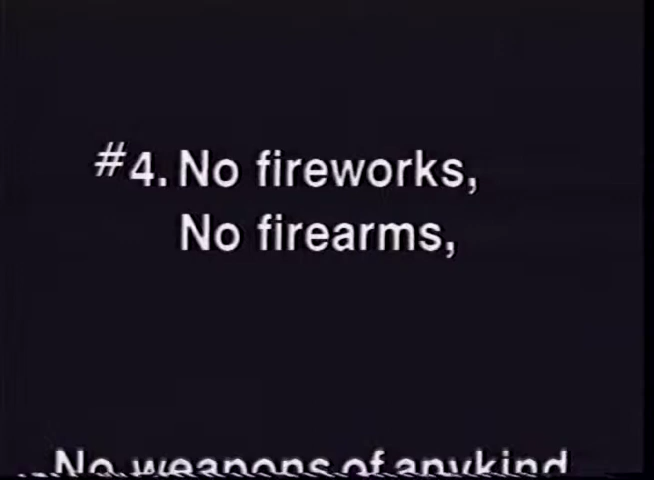 #4. No fireworks,
No firearms,
No weapons of anykind